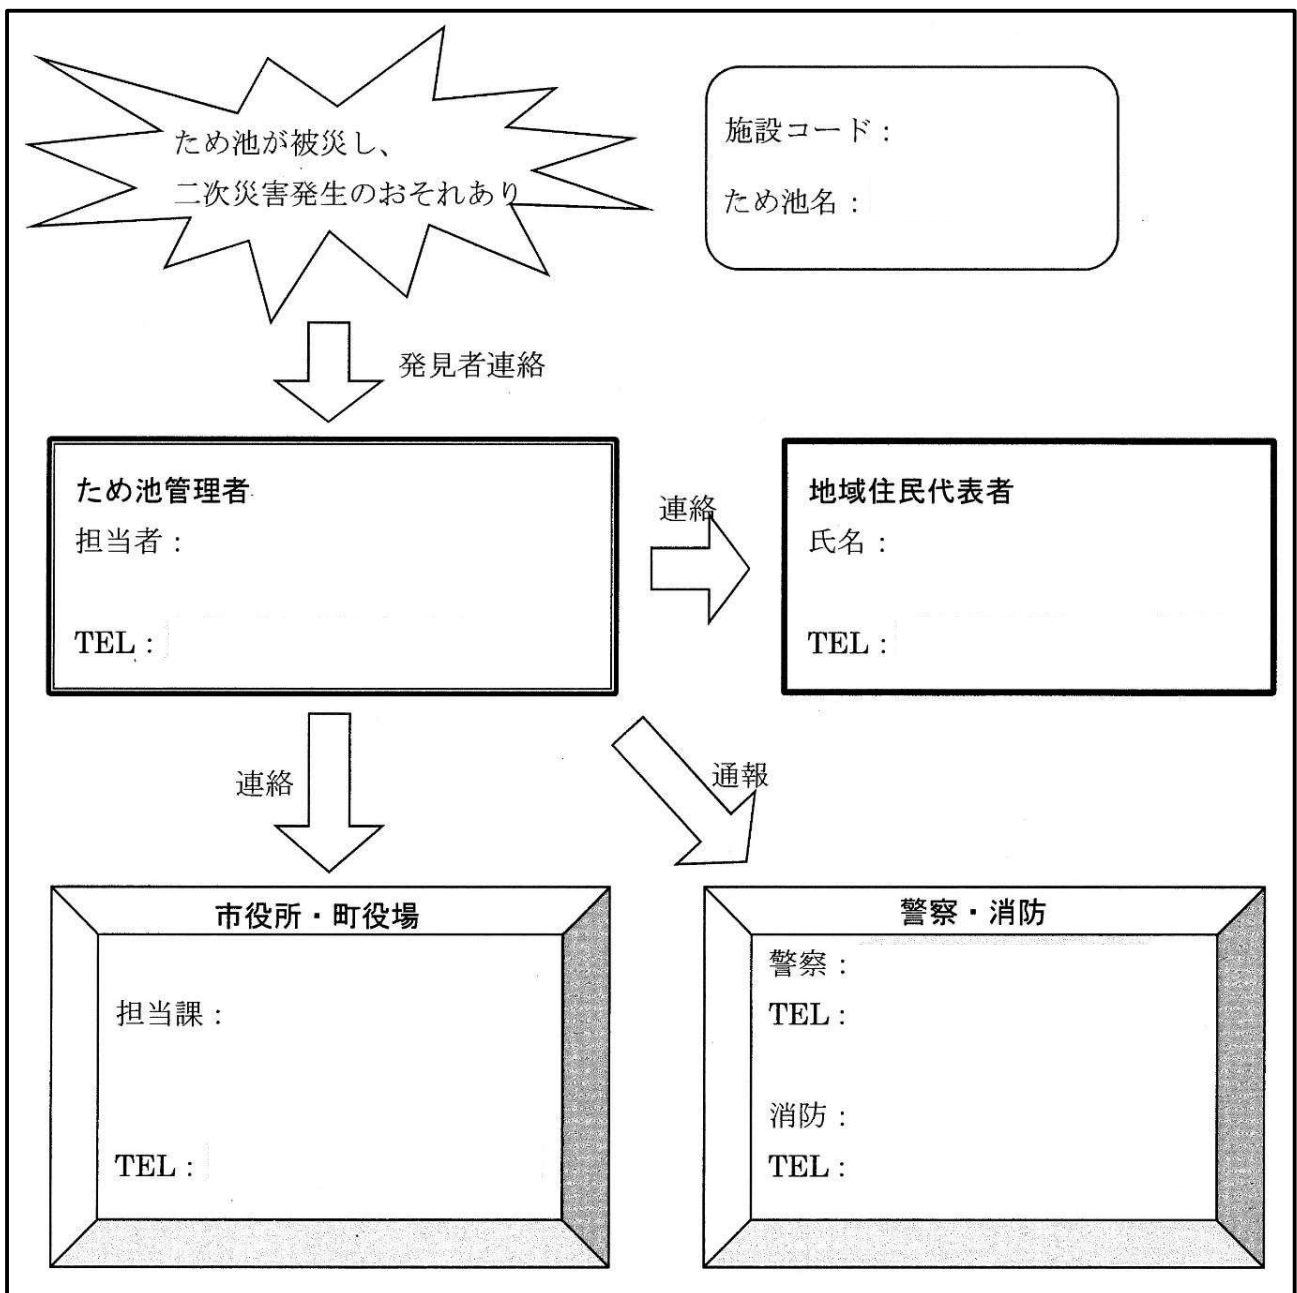 ため池が被災し、
二次災害発生のおそれあり
施設コード：
ため池名：
発見者連絡
ため池管理者
担当者：
TEL：
連絡
地域住民代表者
氏名：
TEL：
連絡
通報
市役所・町役場
担当課：
TEL：
警察・消防
警察：
TEL：
消防：
TEL：